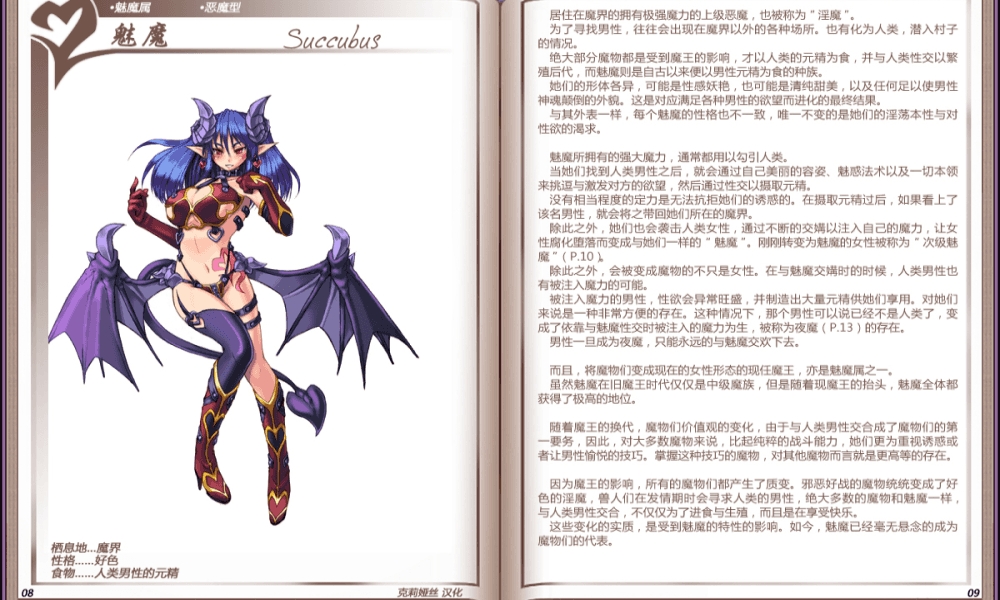 •魅魔属 •恶魔型
魅魔 Succubus
栖息地...魔界
性格......好色
食物......人类男性的元精
08
克莉娅丝 汉化
居住在魔界的拥有极强魔力的上级恶魔，也被称为“淫魔”。
为了寻找男性，往往会出现在魔界以外的各种场所。也有化为人类，潜入村子
的情况。
绝大部分魔物都是受到魔王的影响，才以人类的元精为食，并与人类性交以繁
殖后代，而魅魔则是自古以来便以男性元精为食的种族。
她们的形体各异，可能是性感妖艳，也可能是清纯甜美，以及任何足以使男性
神魂颠倒的外貌。这是对应满足各种男性的欲望而进化的最终结果。
与其外表一样，每个魅魔的性格也不一致，唯一不变的是她们的淫荡本性与对
性欲的渴求。
魅魔所拥有的强大魔力，通常都用以勾引人类。
当她们找到人类男性之后，就会通过自己美丽的容姿、魅惑法术以及一切本领
来挑逗与激发对方的欲望，然后通过性交以摄取元精。
没有相当程度的定力是无法抗拒她们的诱惑的。在摄取元精过后，如果看上了
该名男性，就会将之带回她们所在的魔界。
除此之外，她们也会袭击人类女性，通过不断的交媾以注入自己的魔力，让女
性腐化堕落而变成与她们一样的“魅魔”。刚刚转变为魅魔的女性被称为“次级魅
魔”（P.10）。
除此之外，会被变成魔物的不只是女性。在与魅魔交媾时的时候，人类男性也
有被注入魔力的可能。
被注入魔力的男性，性欲会异常旺盛，并制造出大量元精供她们享用。对她们
来说是一种非常方便的存在。这种情况下，那个男性可以说已经不是人类了，变
成了依靠与魅魔性交时被注入的魔力为生，被称为夜魔（P.13）的存在。
男性一旦成为夜魔，只能永远的与魅魔交欢下去。
而且，将魔物们变成现在的女性形态的现任魔王，亦是魅魔属之一。
虽然魅魔在旧魔王时代仅仅是中级魔族，但是随着现魔王的抬头，魅魔全体都
获得了极高的地位。
随着魔王的换代，魔物们价值观的变化，由于与人类男性交合成了魔物们的第
一要务，因此，对大多数魔物来说，比起纯粹的战斗能力，她们更为重视诱惑或
者让男性愉悦的技巧。掌握这种技巧的魔物，对其他魔物而言就是更高等的存在。
因为魔王的影响，所有的魔物们都产生了质变。邪恶好战的魔物统统变成了好
色的淫魔，兽人们在发情期时会寻求人类的男性，绝大多数的魔物和魅魔一样，
与人类男性交合，不仅仅为了进食与生殖，而且是在享受快乐。
这些变化的实质，是受到魅魔的特性的影响。如今，魅魔已经毫无悬念的成为
魔物们的代表。
09